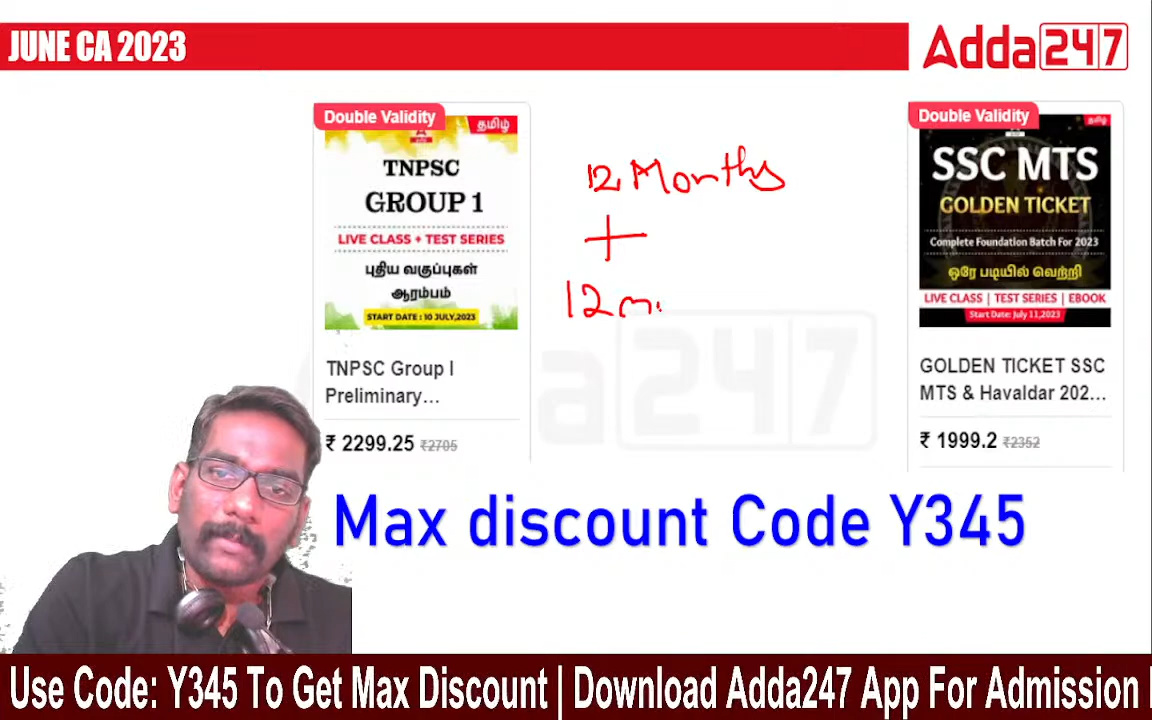 JUNE CA 2023
Adda247
Double Validity
தமிழ்
TNPSC
GROUP 1
LIVE CLASS + TEST SERIES
புதிய வகுப்புகள்
ஆரம்பம்
START DATE : 10 JULY,2023
TNPSC Group I
Preliminary...
₹ 2299.25 ₹2705
12 Months
+
12 m
Double Validity
தமிழ்
SSC MTS
GOLDEN TICKET
Complete Foundation Batch For 2023
ஒரே படியில் வெற்றி
LIVE CLASS | TEST SERIES | EBOOK
Start Date: July 11,2023
GOLDEN TICKET SSC
MTS & Havaldar 202...
₹ 1999.2 ₹2352
a247
Max discount Code Y345
Use Code: Y345 To Get Max Discount | Download Adda247 App For Admission